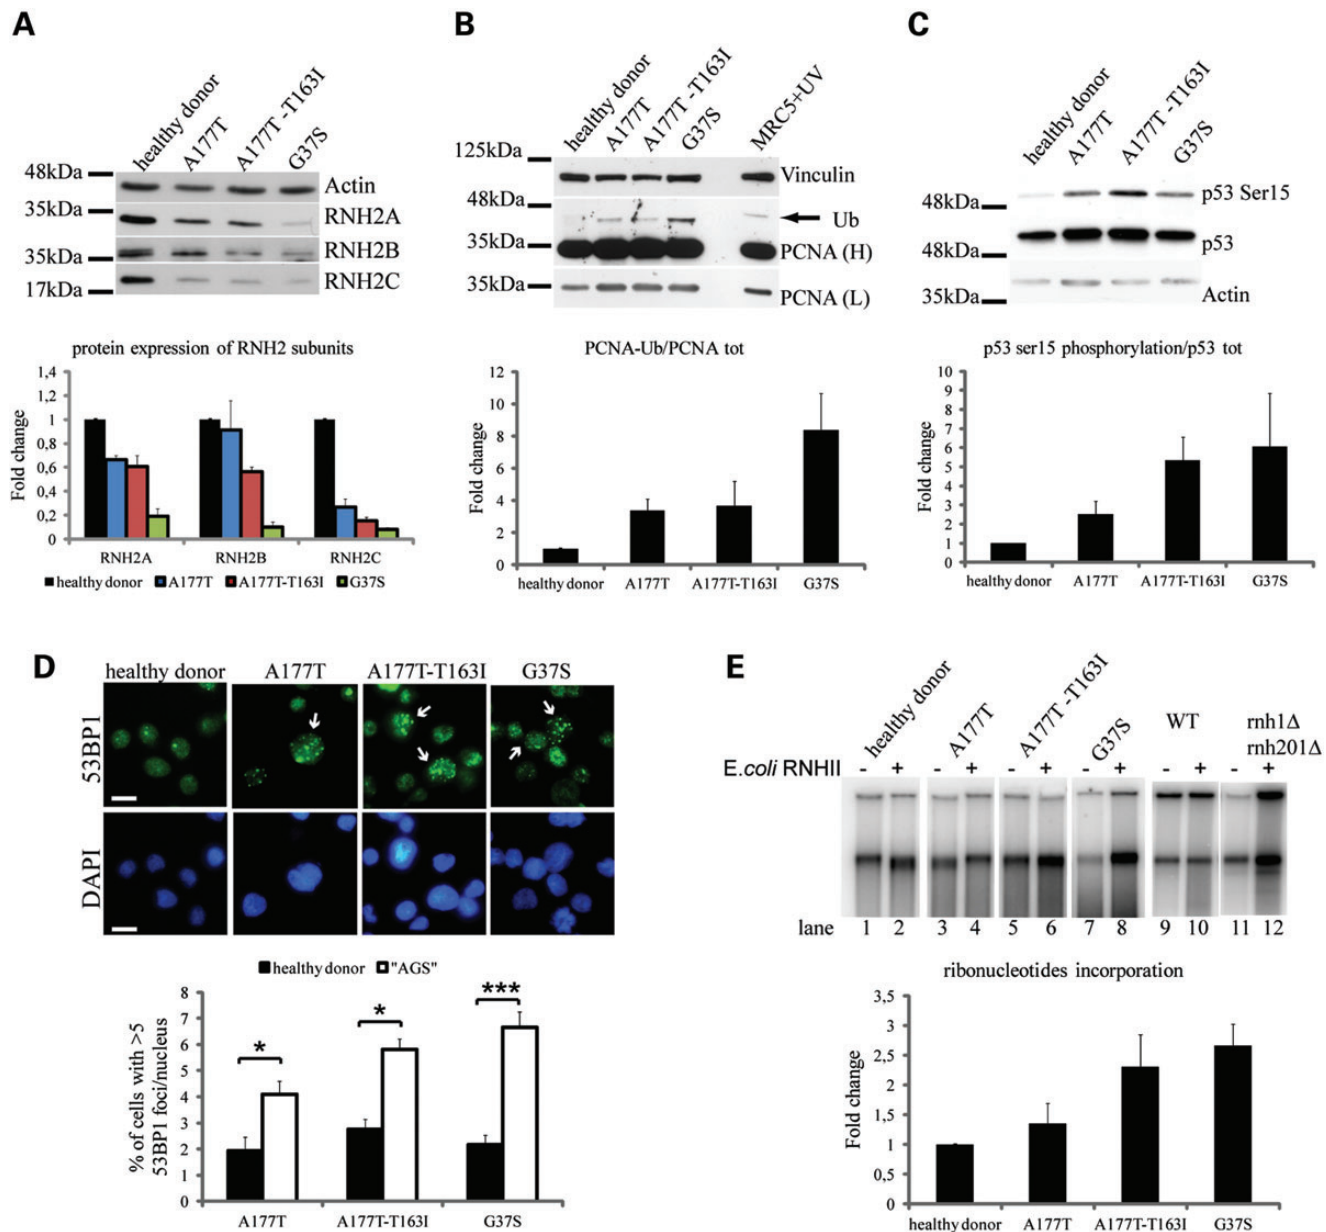 A
healthy donor
A177T
A177T -T163I
G37S
48kDa
Actin
35kDa
RNH2A
35kDa
RNH2B
17kDa
RNH2C
protein expression of RNH2 subunits
Fold change
1,4
1,2
1
0,8
0,6
0,4
0,2
0
RNH2A
RNH2B
RNH2C
healthy donor
A177T
A177T-T163I
G37S
B
healthy donor
A177T
A177T -T163I
G37S
MRC5+UV
125kDa
Vinculin
48kDa
Ub
35kDa
PCNA (H)
35kDa
PCNA (L)
PCNA-Ub/PCNA tot
Fold change
12
10
8
6
4
2
0
healthy donor
A177T
A177T-T163I
G37S
C
healthy donor
A177T
A177T -T163I
G37S
48kDa
p53 Ser15
48kDa
p53
35kDa
Actin
p53 ser15 phosphorylation/p53 tot
Fold change
10
9
8
7
6
5
4
3
2
1
0
healthy donor
A177T
A177T-T163I
G37S
D
healthy donor
A177T
A177T-T163I
G37S
53BP1
DAPI
healthy donor
"AGS"
% of cells with >5
53BP1 foci/nucleus
8
7
6
5
4
3
2
1
0
*
*
***
A177T
A177T-T163I
G37S
E
healthy donor
A177T
A177T -T163I
G37S
WT
rnh1Δ
rnh201Δ
E.coli RNHII
- + - + - + - + - + - +
lane 1 2 3 4 5 6 7 8 9 10 11 12
ribonucleotides incorporation
Fold change
3,5
3
2,5
2
1,5
1
0,5
0
healthy donor
A177T
A177T-T163I
G37S